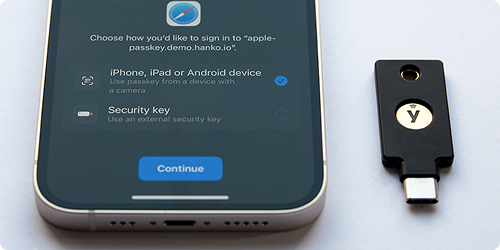 Choose how you'd like to sign in to "apple-
passkey.demo.hanko.io".
iPhone, iPad or Android device
Use passkey from a device with
a camera
Security key
Use an external security key
Continue
y